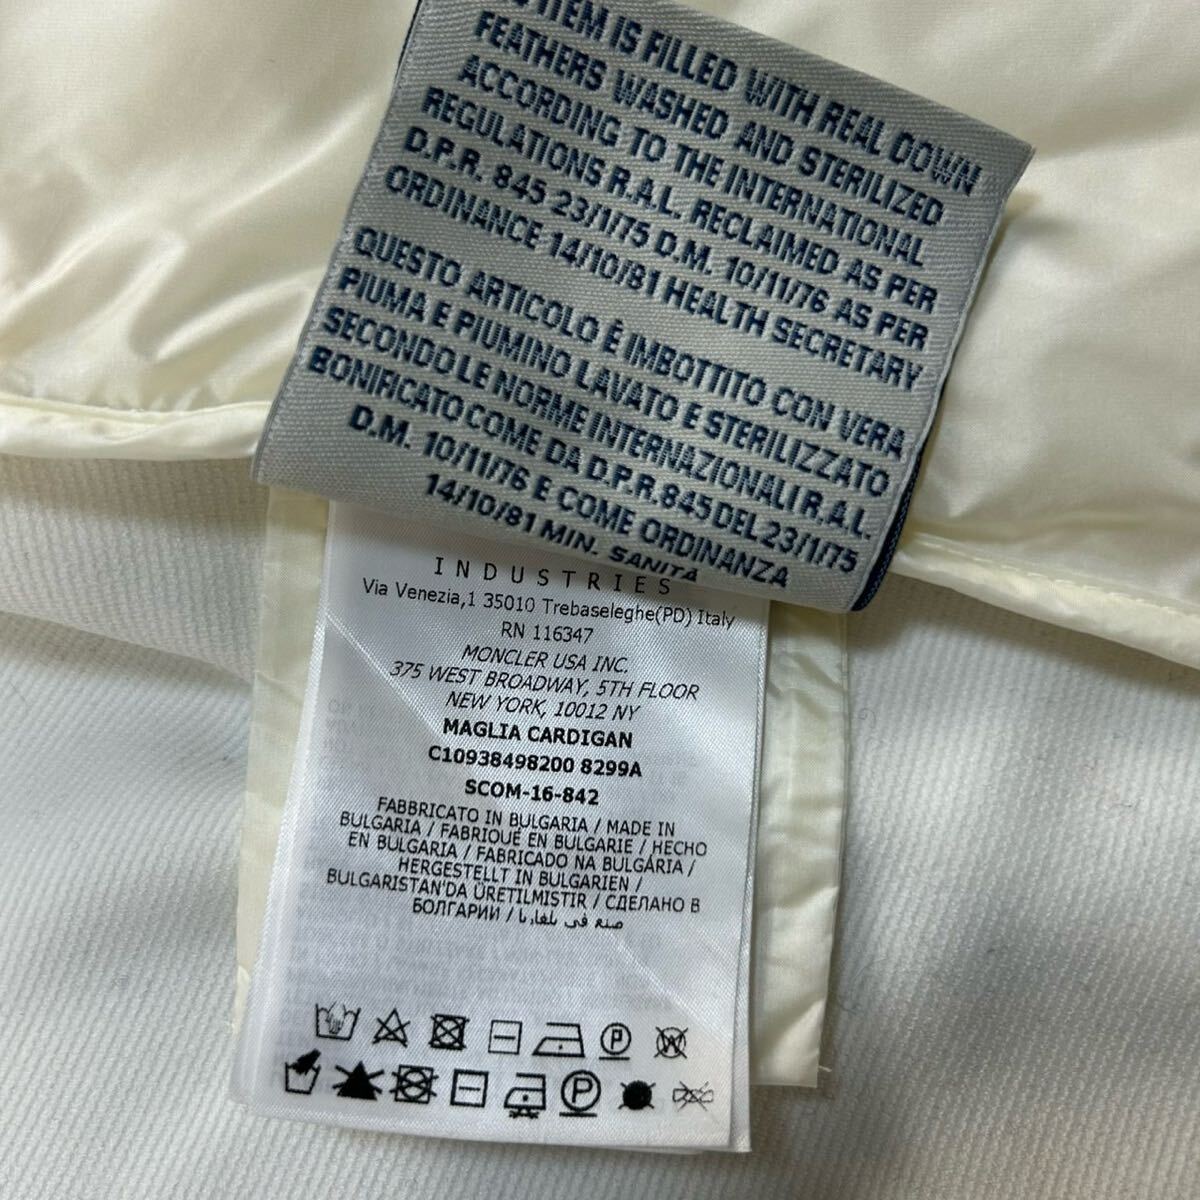 ITEM IS FILLED WITH REAL DOWN
FEATHERS WASHED AND STERILIZED
ACCORDING TO THE INTERNATIONAL
REGULATIONS R.A.L. RECLAIMED AS PER
D.P.R. 845 23/1/75 D.M. 10/11/76 AS PER
ORDINANCE 14/10/81 HEALTH SECRETARY
QUESTO ARTICOLO È IMBOTTITO CON VERA
PIUMA E PIUMINO LAVATO E STERILIZZATO
SECONDO LE NORME INTERNAZIONALI R.A.L.
BONIFICATO COME DA D.P.R.845 DEL 23/1/75
D.M. 10/11/76 E COME ORDINANZA
14/10/81 MIN. SANITÀ
INDUSTRIES
Via Venezia,1 35010 Trebaseleghe(PD) Italy
RN 116347
MONCLER USA INC.
375 WEST BROADWAY, 5TH FLOOR
NEW YORK, 10012 NY
MAGLIA CARDIGAN
C10938498200 8299A
SCOM-16-842
FABBRICATO IN BULGARIA / MADE IN
BULGARIA / FABRIQUÉ EN BULGARIE / HECHO
EN BULGARIA / FABRICADO NA BULGÁRIA /
HERGESTELLT IN BULGARIEN /
BULGARISTAN'DA ÜRETILMISTIR / СДЕЛАНО В
БОЛГАРИИ / صنع في بلغاريا
P W
P